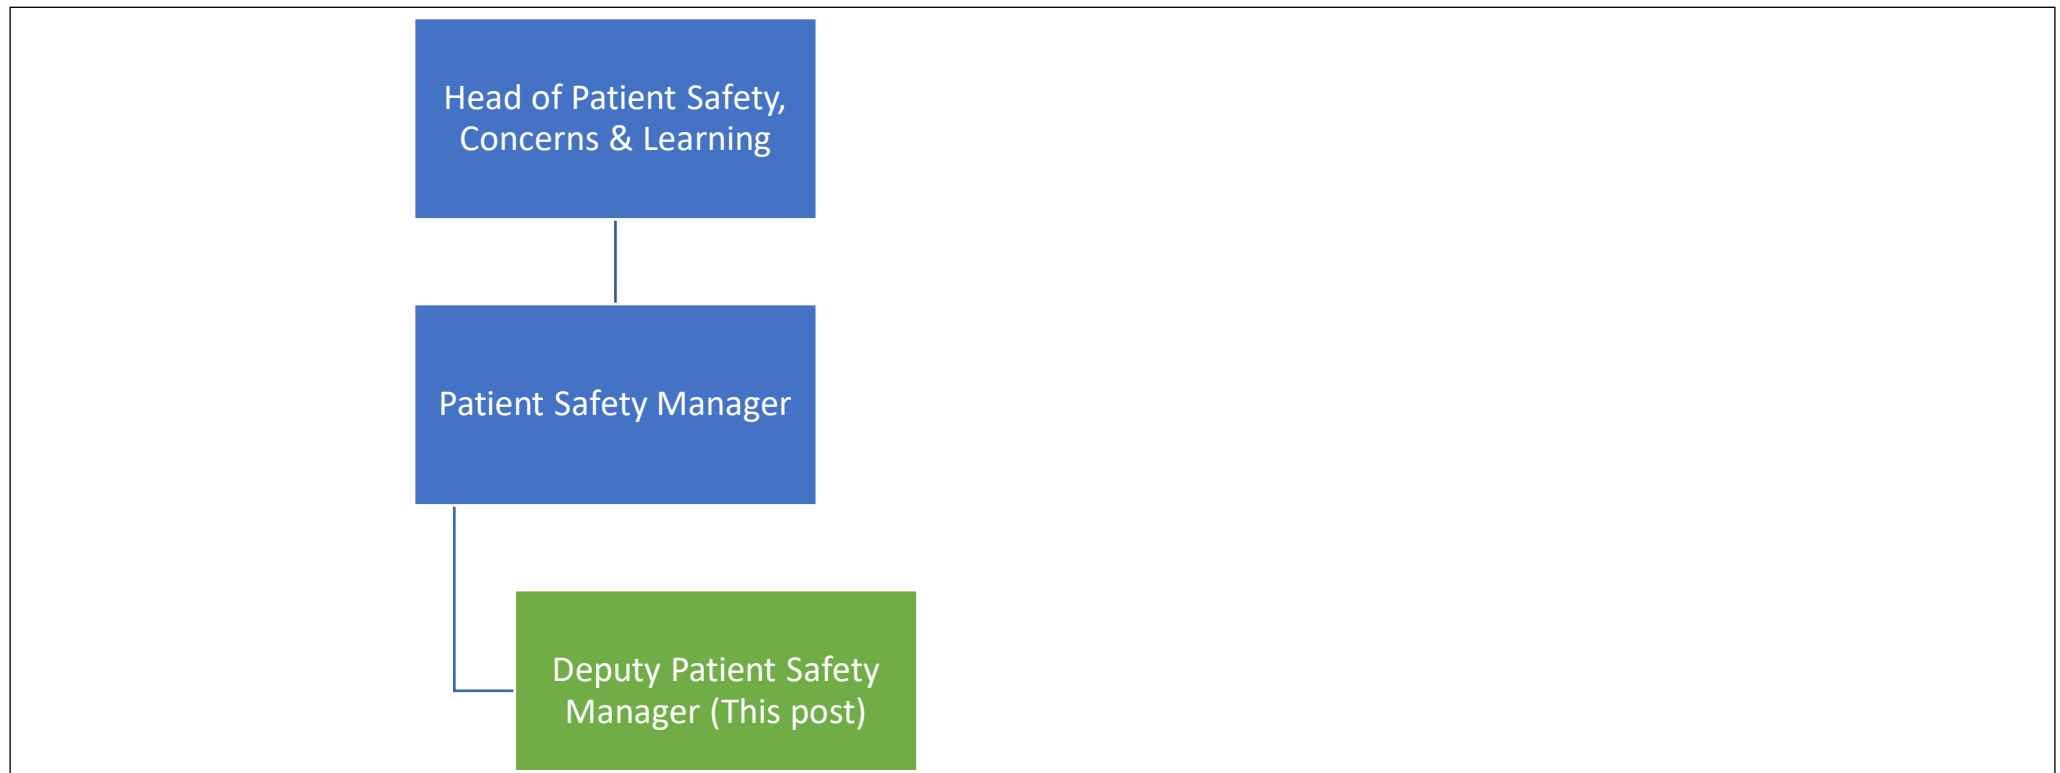 Head of Patient Safety,
Concerns & Learning
Patient Safety Manager
Deputy Patient Safety
Manager (This post)